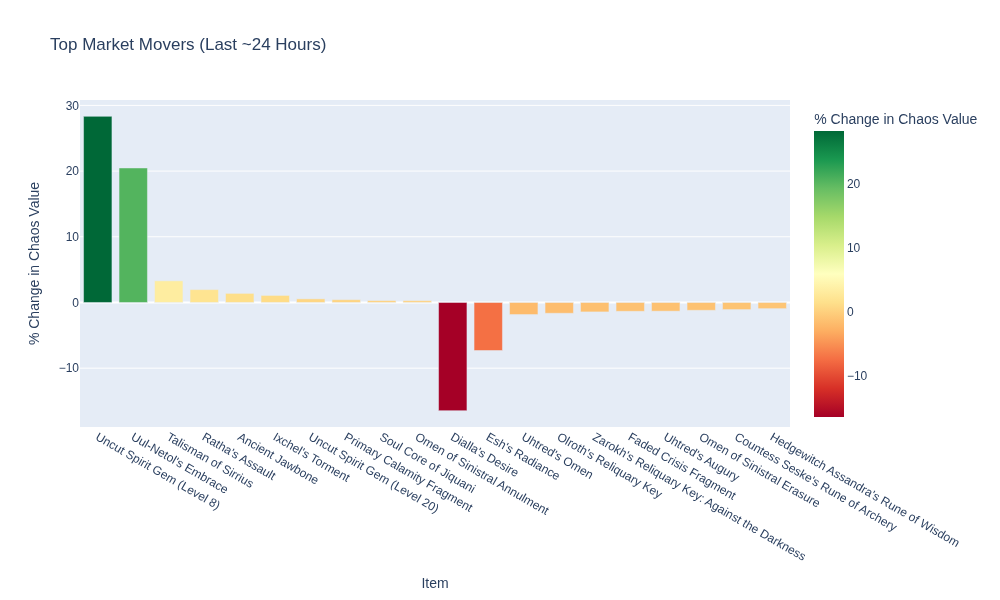 Top Market Movers (Last ~24 Hours)
% Change in Chaos Value
30
20
10
0
−10
% Change in Chaos Value
20
10
0
−10
Uncut Spirit Gem (Level 8)
Uul-Netol's Embrace
Talisman of Sirrius
Ratha's Assault
Ancient Jawbone
Ixchel's Torment
Uncut Spirit Gem (Level 20)
Primary Calamity Fragment
Soul Core of Jiquani
Omen of Sinistral Annulment
Dialla's Desire
Esh's Radiance
Uhtred's Omen
Olroth's Reliquary Key
Zarokh's Reliquary Key: Against the Darkness
Faded Crisis Fragment
Uhtred's Augury
Omen of Sinistral Erasure
Countess Seske's Rune of Archery
Hedgewitch Assandra's Rune of Wisdom
Item